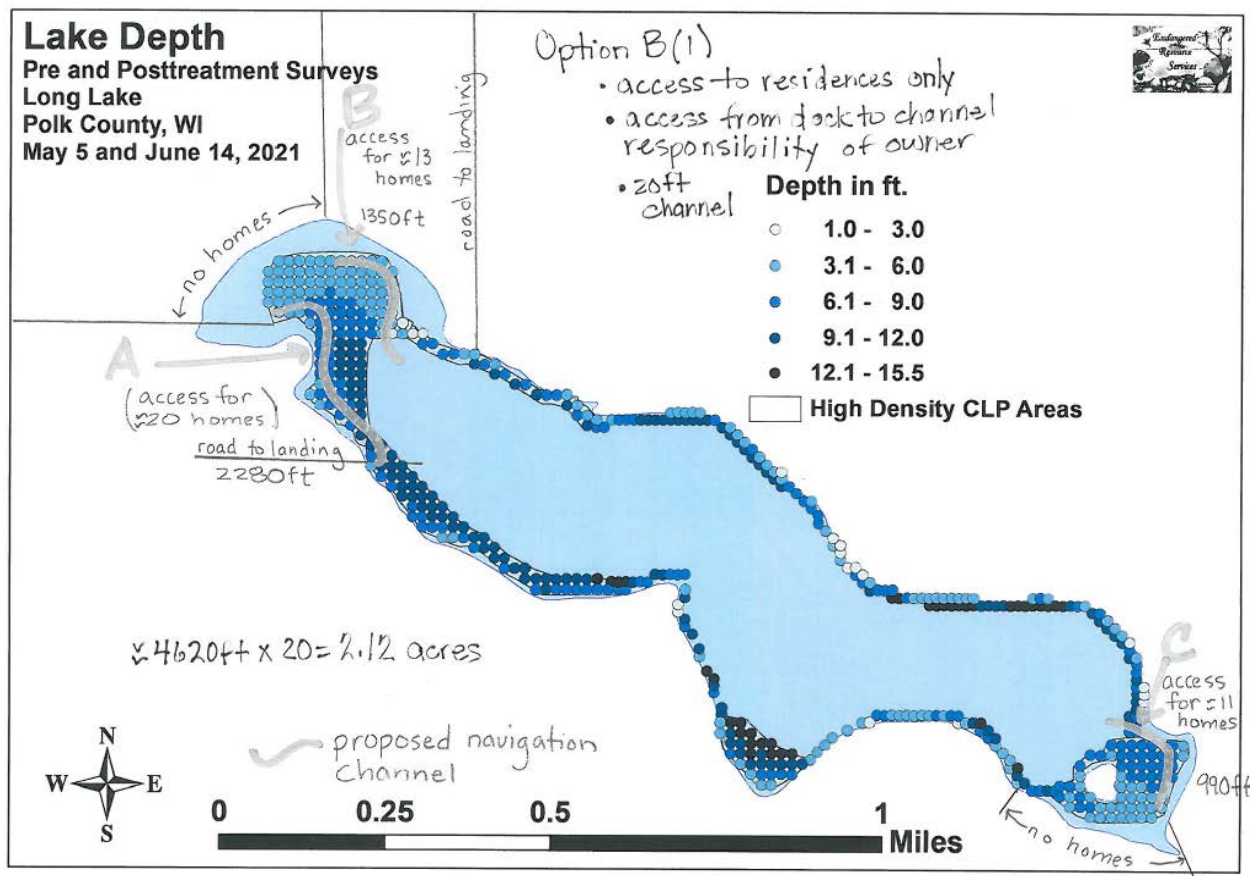 Lake Depth
Pre and Posttreatment Surveys
Long Lake
Polk County, WI
May 5 and June 14, 2021
Option B(1)
• access to residences only
• access from dock to channel
responsibility of owner
• 20ft
channel
Endangered
Resource
Services
B
access
for ≈13
homes
1350ft
road to landing
← no homes →
Depth in ft.
1.0 - 3.0
3.1 - 6.0
6.1 - 9.0
9.1 - 12.0
12.1 - 15.5
High Density CLP Areas
A
(access for
≈20 homes)
road to landing
2280ft
≈4620ft x 20 = 2.12 acres
C
access
for ≈11
homes
990ft
← no homes →
proposed navigation
channel
N
W E
S
0 0.25 0.5 1
Miles